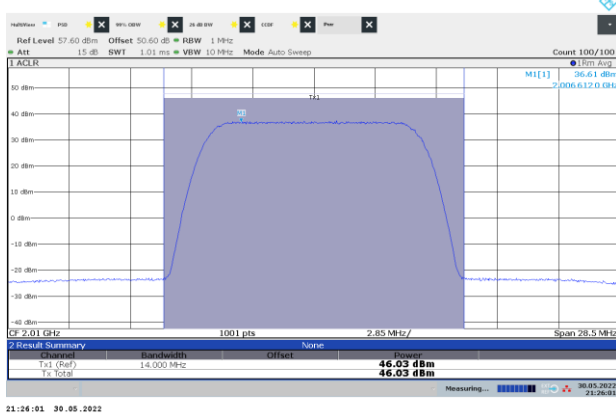 MultiView PSD X 99% OBW X 26 dB BW X CCDF X Pwr X
Ref Level 57.60 dBm Offset 50.60 dB RBW 1 MHz
Att 15 dB SWT 1.01 ms VBW 10 MHz Mode Auto Sweep Count 100/100
1 ACLR 1Rm Avg
M1[1] 36.61 dBm
2.006 612 0 GHz
50 dBm
Tx1
40 dBm
M1
30 dBm
20 dBm
10 dBm
0 dBm
-10 dBm
-20 dBm
-30 dBm
-40 dBm
CF 2.01 GHz 1001 pts 2.85 MHz/ Span 28.5 MHz
2 Result Summary None
Channel Bandwidth Offset Power
Tx1 (Ref) 14.000 MHz 46.03 dBm
Tx Total 46.03 dBm
Measuring... 30.05.2022
21:26:01
21:26:01 30.05.2022